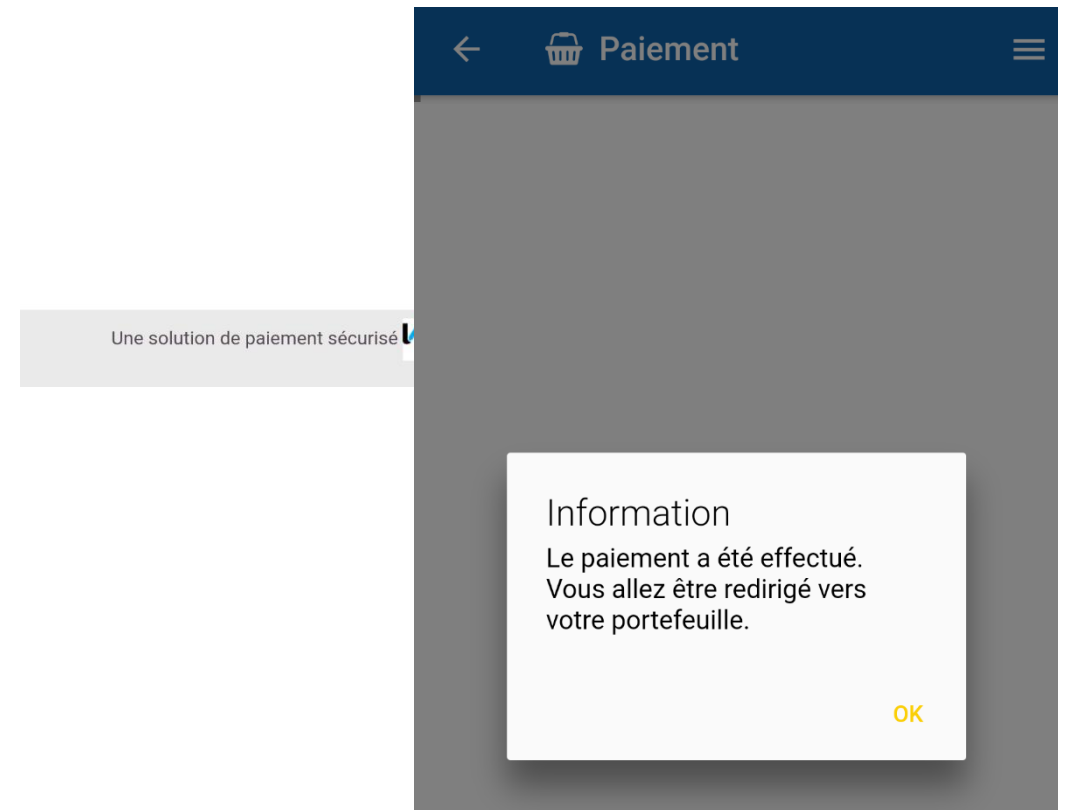 Paiement
Une solution de paiement sécurisé
Information
Le paiement a été effectué.
Vous allez être redirigé vers
votre portefeuille.
OK